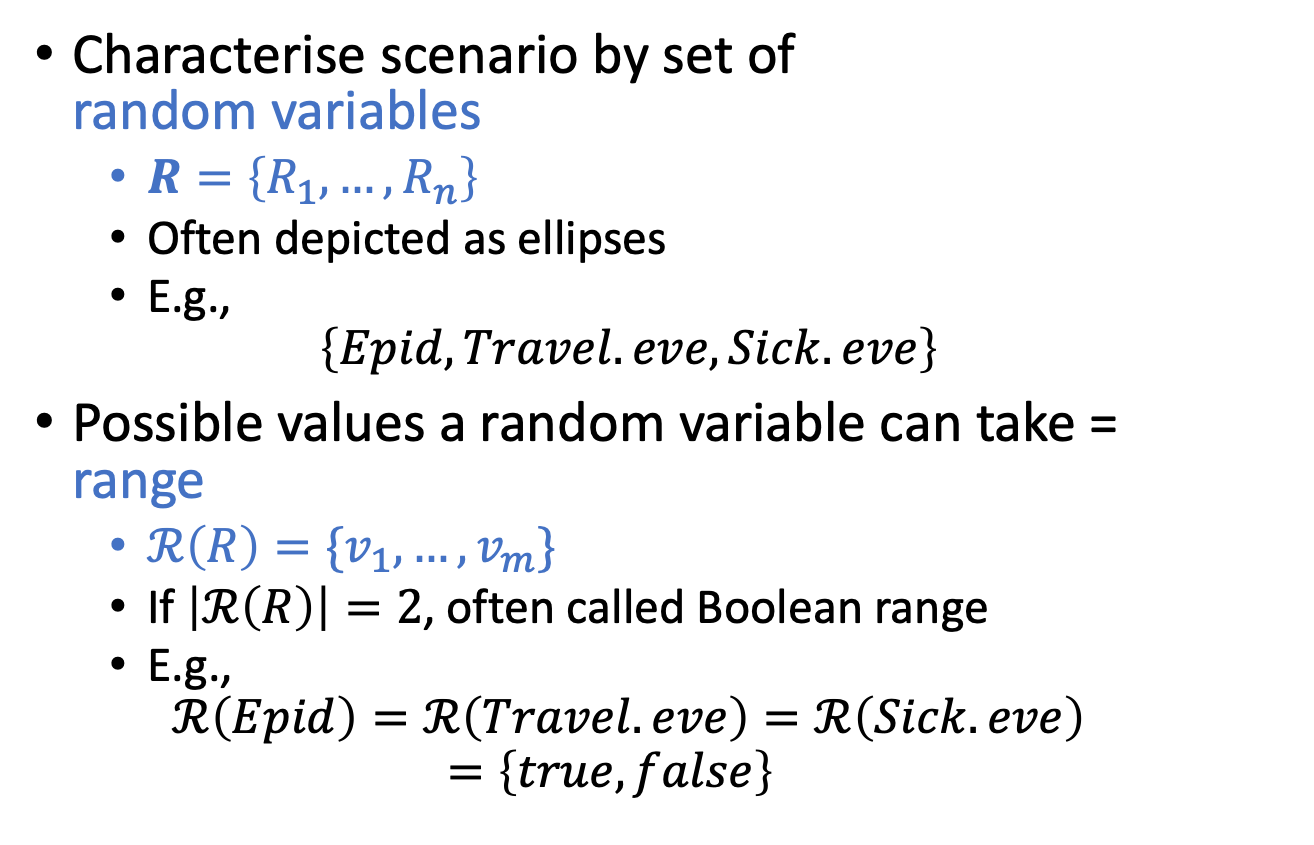 • Characterise scenario by set of
random variables
• 𝑹 = {𝑅₁, … , 𝑅ₙ}
• Often depicted as ellipses
• E.g.,
{𝐸𝑝𝑖𝑑, 𝑇𝑟𝑎𝑣𝑒𝑙. 𝑒𝑣𝑒, 𝑆𝑖𝑐𝑘. 𝑒𝑣𝑒}
• Possible values a random variable can take =
range
• ℛ(𝑅) = {𝑣₁, … , 𝑣ₘ}
• If |ℛ(𝑅)| = 2, often called Boolean range
• E.g.,
ℛ(𝐸𝑝𝑖𝑑) = ℛ(𝑇𝑟𝑎𝑣𝑒𝑙. 𝑒𝑣𝑒) = ℛ(𝑆𝑖𝑐𝑘. 𝑒𝑣𝑒)
= {𝑡𝑟𝑢𝑒, 𝑓𝑎𝑙𝑠𝑒}